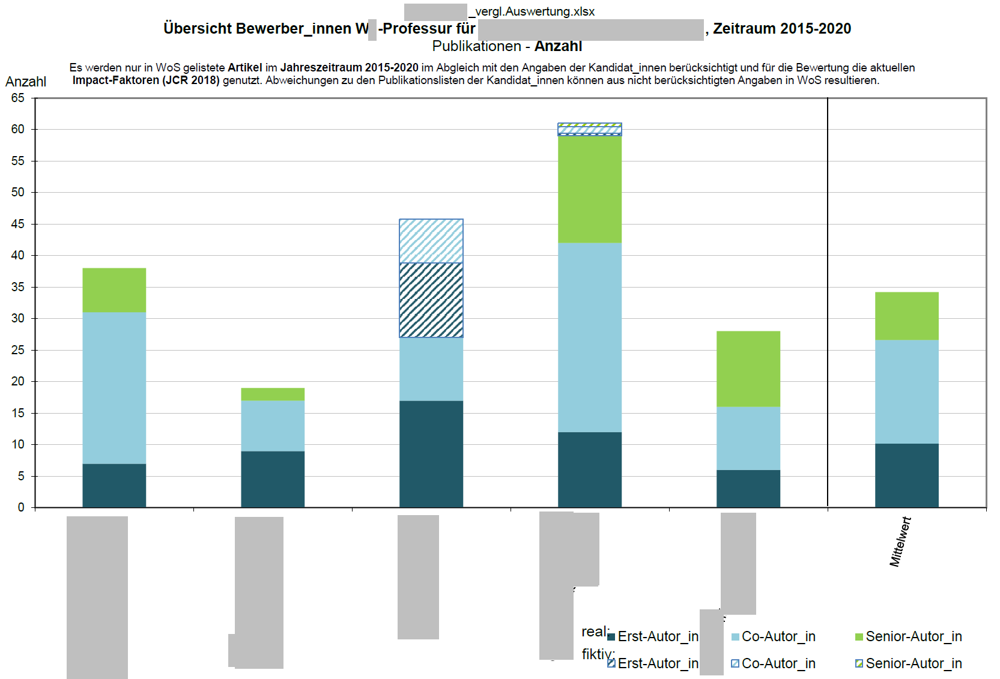 _vergl.Auswertung.xlsx
Übersicht Bewerber_innen W -Professur für , Zeitraum 2015-2020
Publikationen - Anzahl
Es werden nur in WoS gelistete Artikel im Jahreszeitraum 2015-2020 im Abgleich mit den Angaben der Kandidat_innen berücksichtigt und für die Bewertung die aktuellen
Impact-Faktoren (JCR 2018) genutzt. Abweichungen zu den Publikationslisten der Kandidat_innen können aus nicht berücksichtigten Angaben in WoS resultieren.
Anzahl
65
60
55
50
45
40
35
30
25
20
15
10
5
0
Mittelwert
real: Erst-Autor_in Co-Autor_in Senior-Autor_in
fiktiv: Erst-Autor_in Co-Autor_in Senior-Autor_in